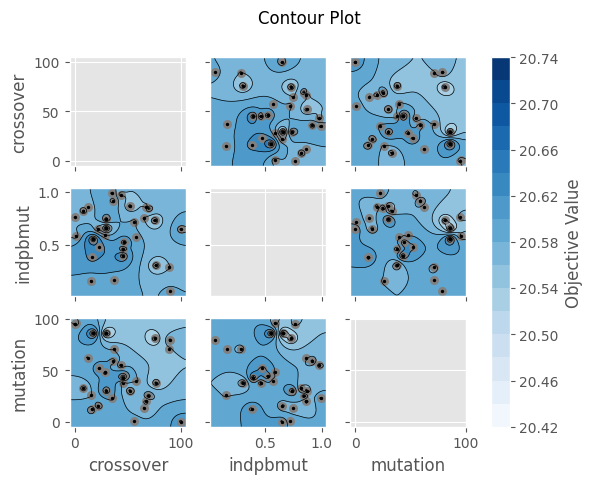 Contour Plot
crossover
100
50
0
indpbmut
1.0
0.5
mutation
100
50
0
0
100
crossover
0.5
1.0
indpbmut
0
100
mutation
20.74
20.70
20.66
20.62
20.58
20.54
20.50
20.46
20.42
Objective Value